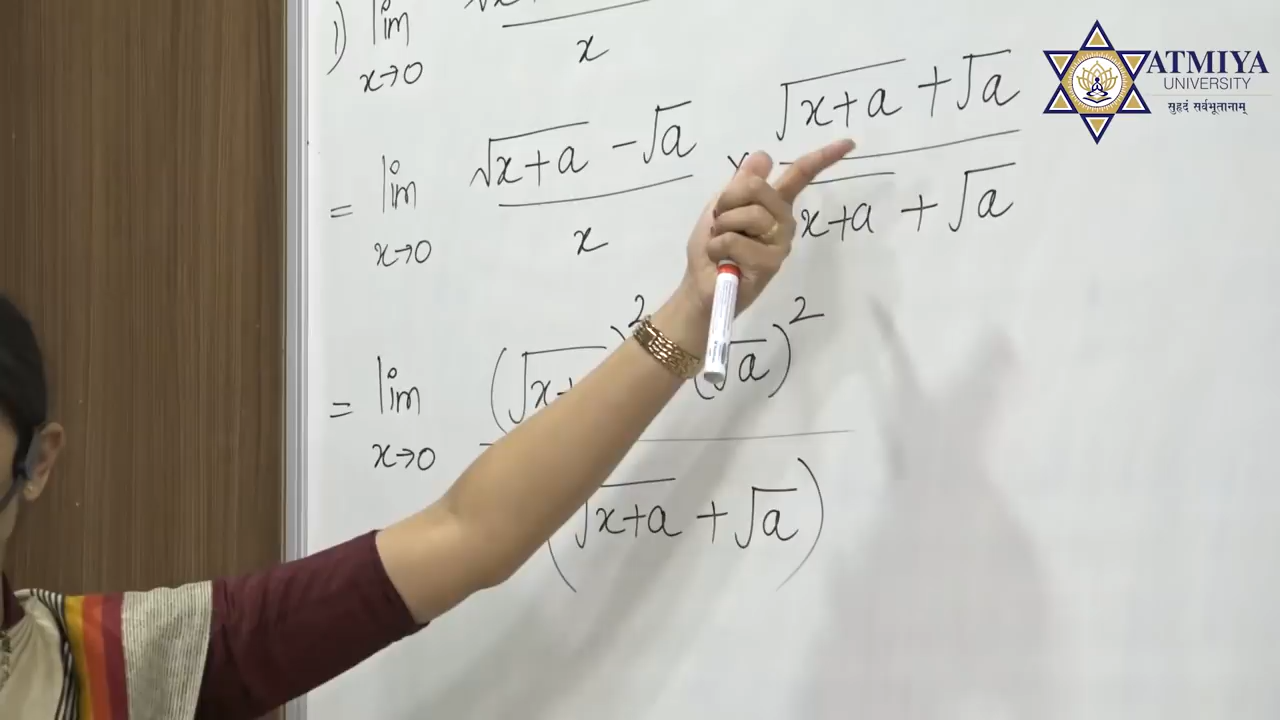 ATMIYA
UNIVERSITY
सुहृदं सर्वभूतानाम्
1) lim
x→0
x
= lim x→0 √x+a - √a / x × √x+a + √a / √x+a + √a
= lim x→0 (√x+ )² (√a)² / (√x+a + √a)